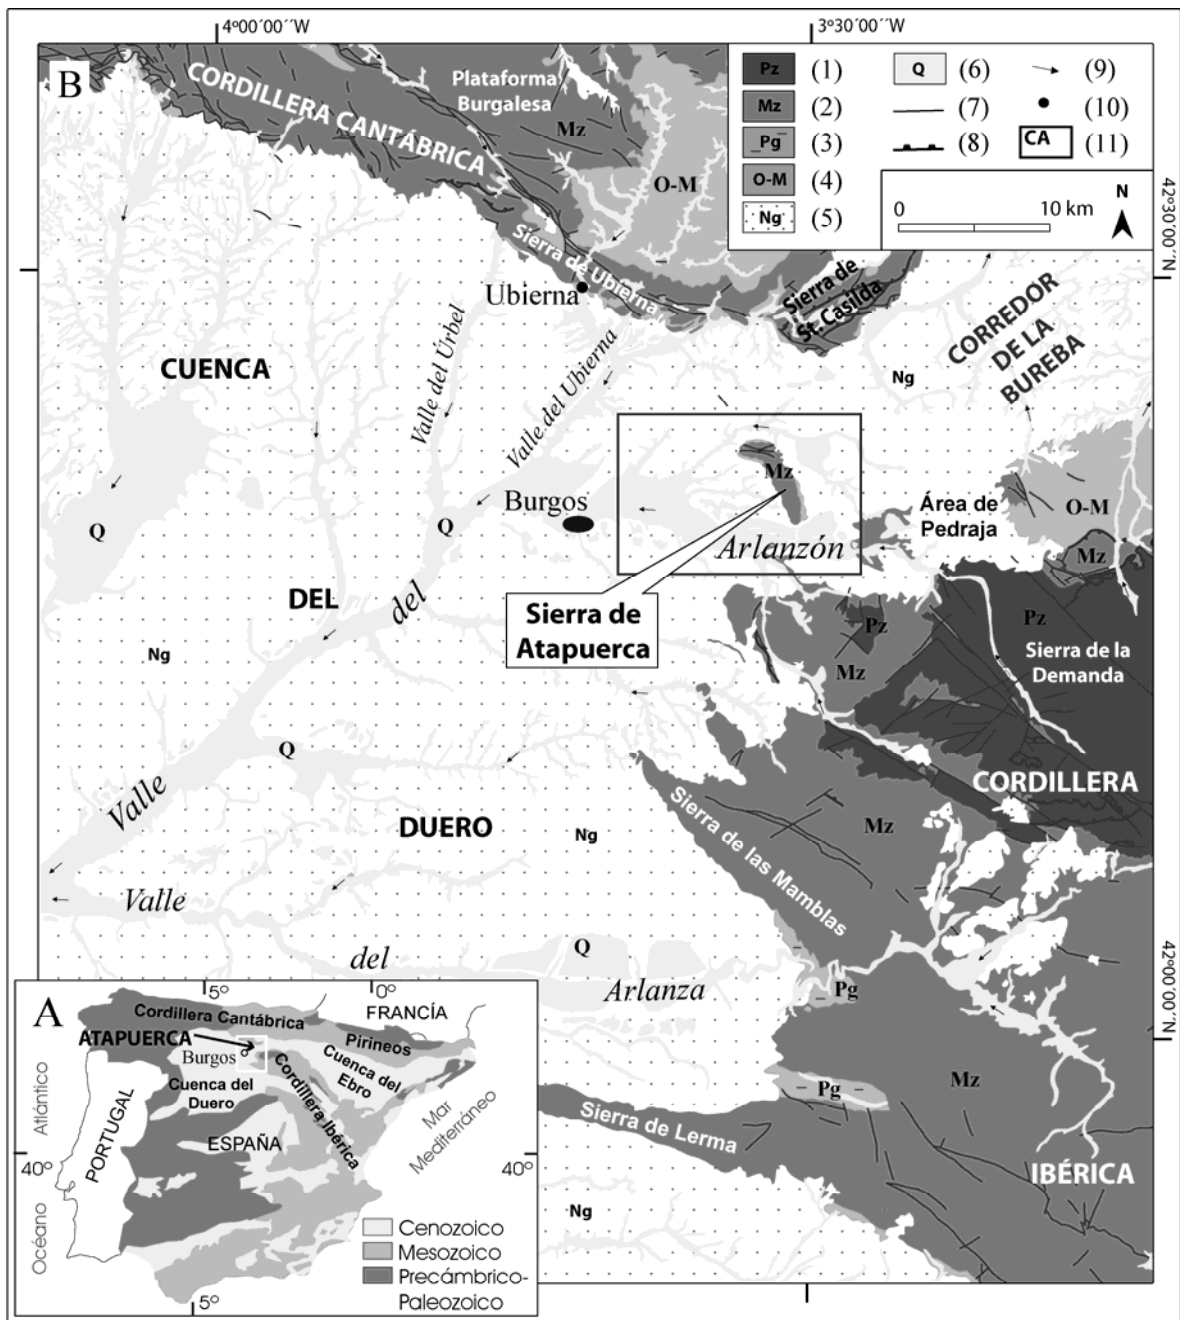 4º00´00´´W
3º30´00´´W
B
CORDILLERA CANTÁBRICA
Plataforma
Burgalesa
Mz
O-M
Pz
(1)
Mz
(2)
Pg
(3)
O-M
(4)
Ng
(5)
Q
(6)
(7)
(8)
(9)
(10)
CA
(11)
0
10 km
N
42º30´00´´N
Sierra de Ubierna
Ubierna
Sierra de
St. Casilda
CORREDOR
DE LA
BUREBA
Ng
CUENCA
Valle del Urbel
Valle del Ubierna
Mz
Burgos
Arlanzón
Área de
Pedraja
O-M
Mz
Q
Q
DEL
del
Sierra de
Atapuerca
Pz
Pz
Sierra de la
Demanda
Ng
Mz
Q
Valle
CORDILLERA
DUERO
Ng
Sierra de las Mamblas
Mz
Valle
del
Q
Arlanza
Pg
42º00´00´´N
Pg
Mz
Sierra de Lerma
IBÉRICA
Ng
A
5º
0º
Cordillera Cantábrica
FRANCÍA
ATAPUERCA
Pirineos
Burgos
Cuenca del
Ebro
Cuenca del
Duero
Cordillera Ibérica
Atlántico
PORTUGAL
ESPAÑA
Mar
Mediterráneo
40º
40º
Océano
Cenozoico
Mesozoico
Precámbrico-
Paleozoico
5º